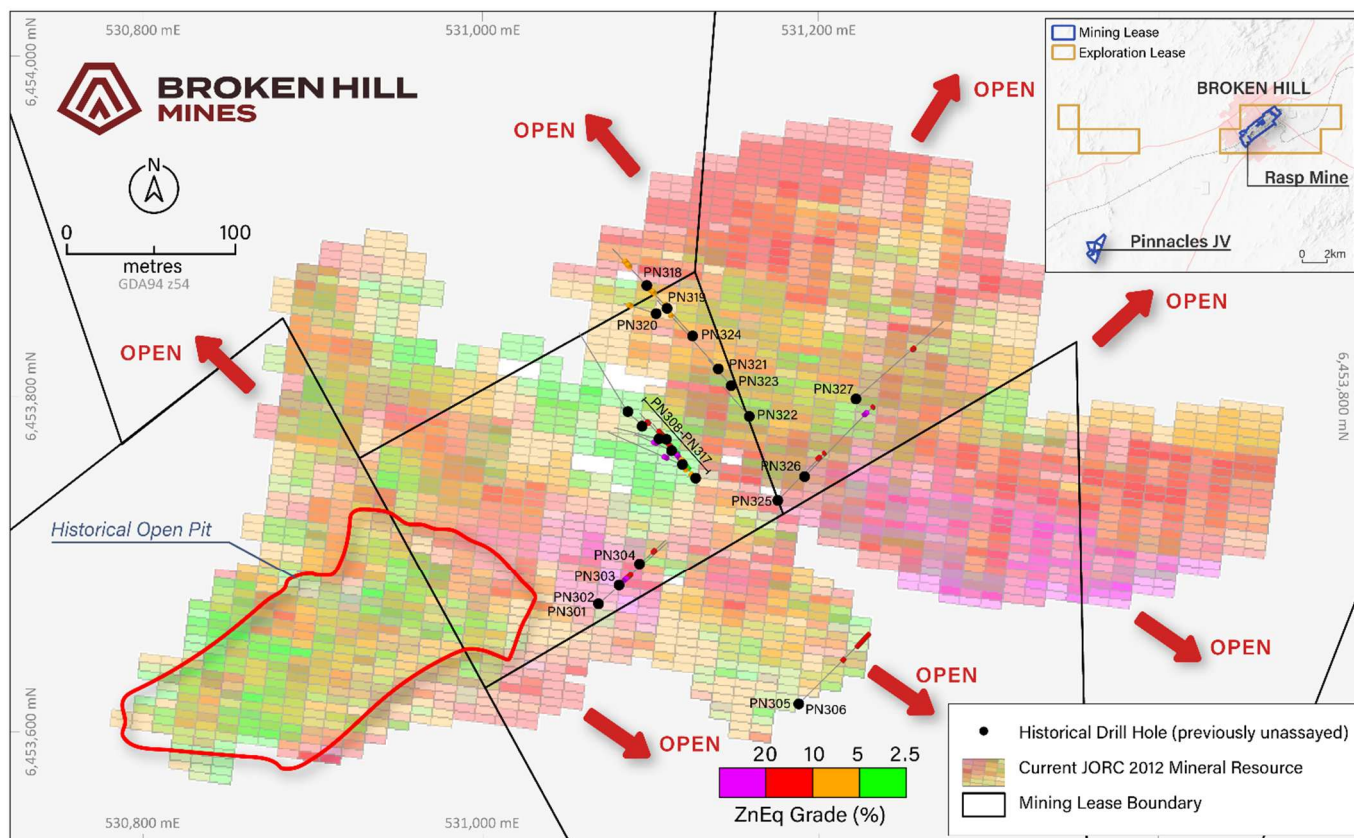 530,800 mE
531,000 mE
531,200 mE
6,454,000 mN
BROKEN HILL
MINES
N
0
100
metres
GDA94 z54
OPEN
OPEN
OPEN
OPEN
OPEN
OPEN
OPEN
Mining Lease
Exploration Lease
BROKEN HILL
Rasp Mine
Pinnacles JV
0
2km
6,453,800 mN
6,453,800 mN
PN318
PN319
PN320
PN324
PN321
PN323
PN322
PN327
PN308-PN317
PN326
PN325
PN304
PN303
PN302
PN301
PN305
PN306
Historical Open Pit
6,453,600 mN
20
10
5
2.5
ZnEq Grade (%)
Historical Drill Hole (previously unassayed)
Current JORC 2012 Mineral Resource
Mining Lease Boundary
530,800 mE
531,000 mE